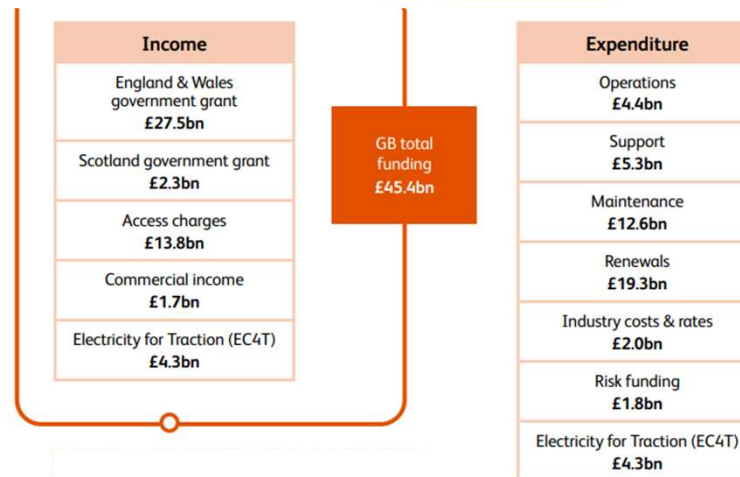 Income
England & Wales
government grant
£27.5bn
Scotland government grant
£2.3bn
Access charges
£13.8bn
Commercial income
£1.7bn
Electricity for Traction (EC4T)
£4.3bn
GB total
funding
£45.4bn
Expenditure
Operations
£4.4bn
Support
£5.3bn
Maintenance
£12.6bn
Renewals
£19.3bn
Industry costs & rates
£2.0bn
Risk funding
£1.8bn
Electricity for Traction (EC4T)
£4.3bn